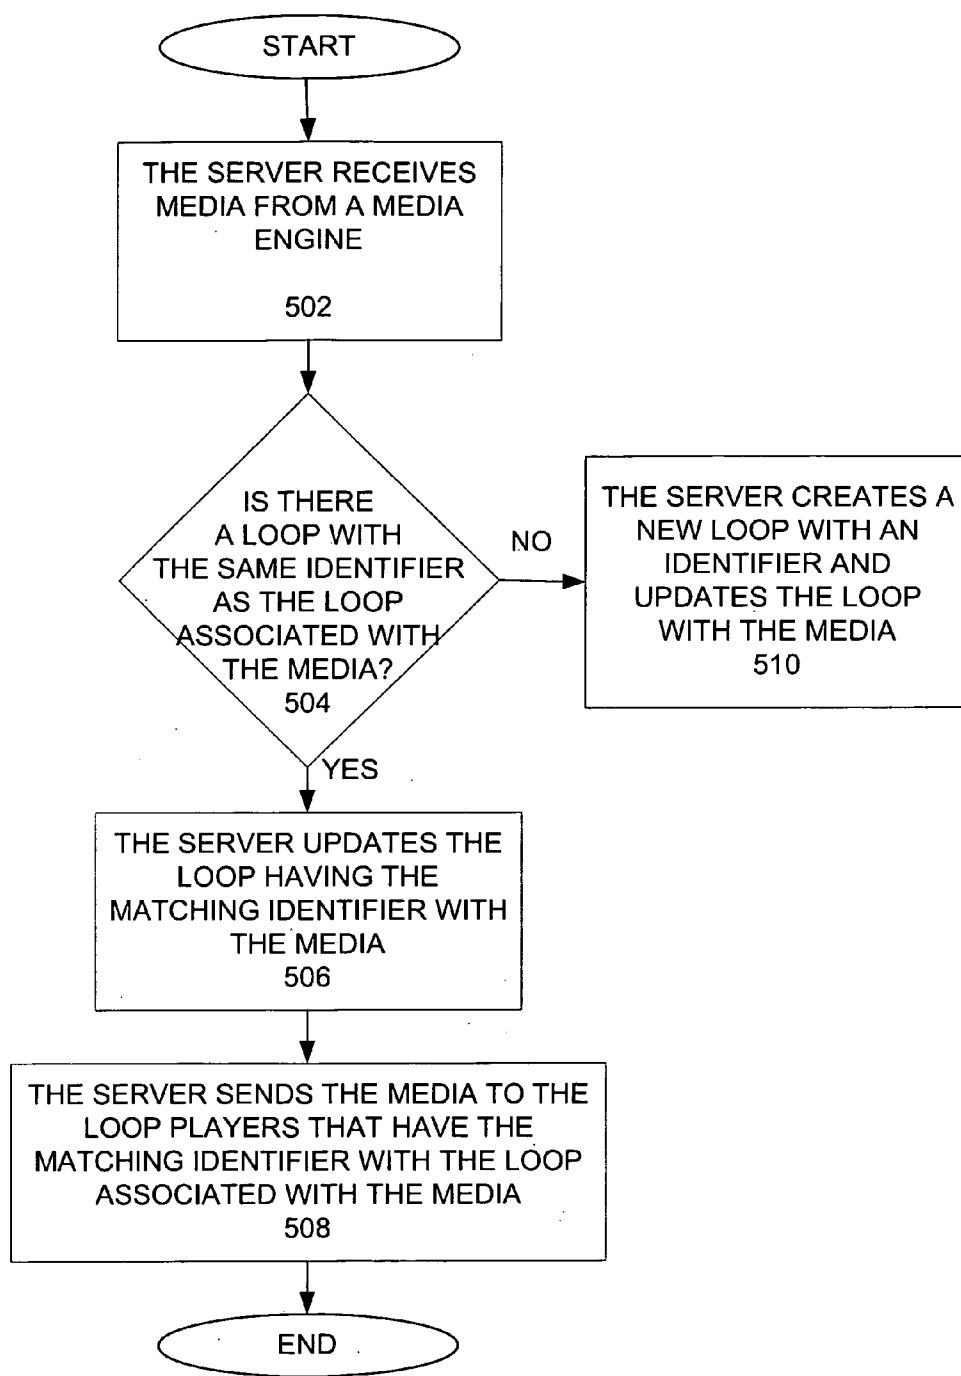 START
THE SERVER RECEIVES
MEDIA FROM A MEDIA
ENGINE
502
IS THERE
A LOOP WITH
THE SAME IDENTIFIER
AS THE LOOP
ASSOCIATED WITH
THE MEDIA?
504
NO
THE SERVER CREATES A
NEW LOOP WITH AN
IDENTIFIER AND
UPDATES THE LOOP
WITH THE MEDIA
510
YES
THE SERVER UPDATES THE
LOOP HAVING THE
MATCHING IDENTIFIER WITH
THE MEDIA
506
THE SERVER SENDS THE MEDIA TO THE
LOOP PLAYERS THAT HAVE THE
MATCHING IDENTIFIER WITH THE LOOP
ASSOCIATED WITH THE MEDIA
508
END